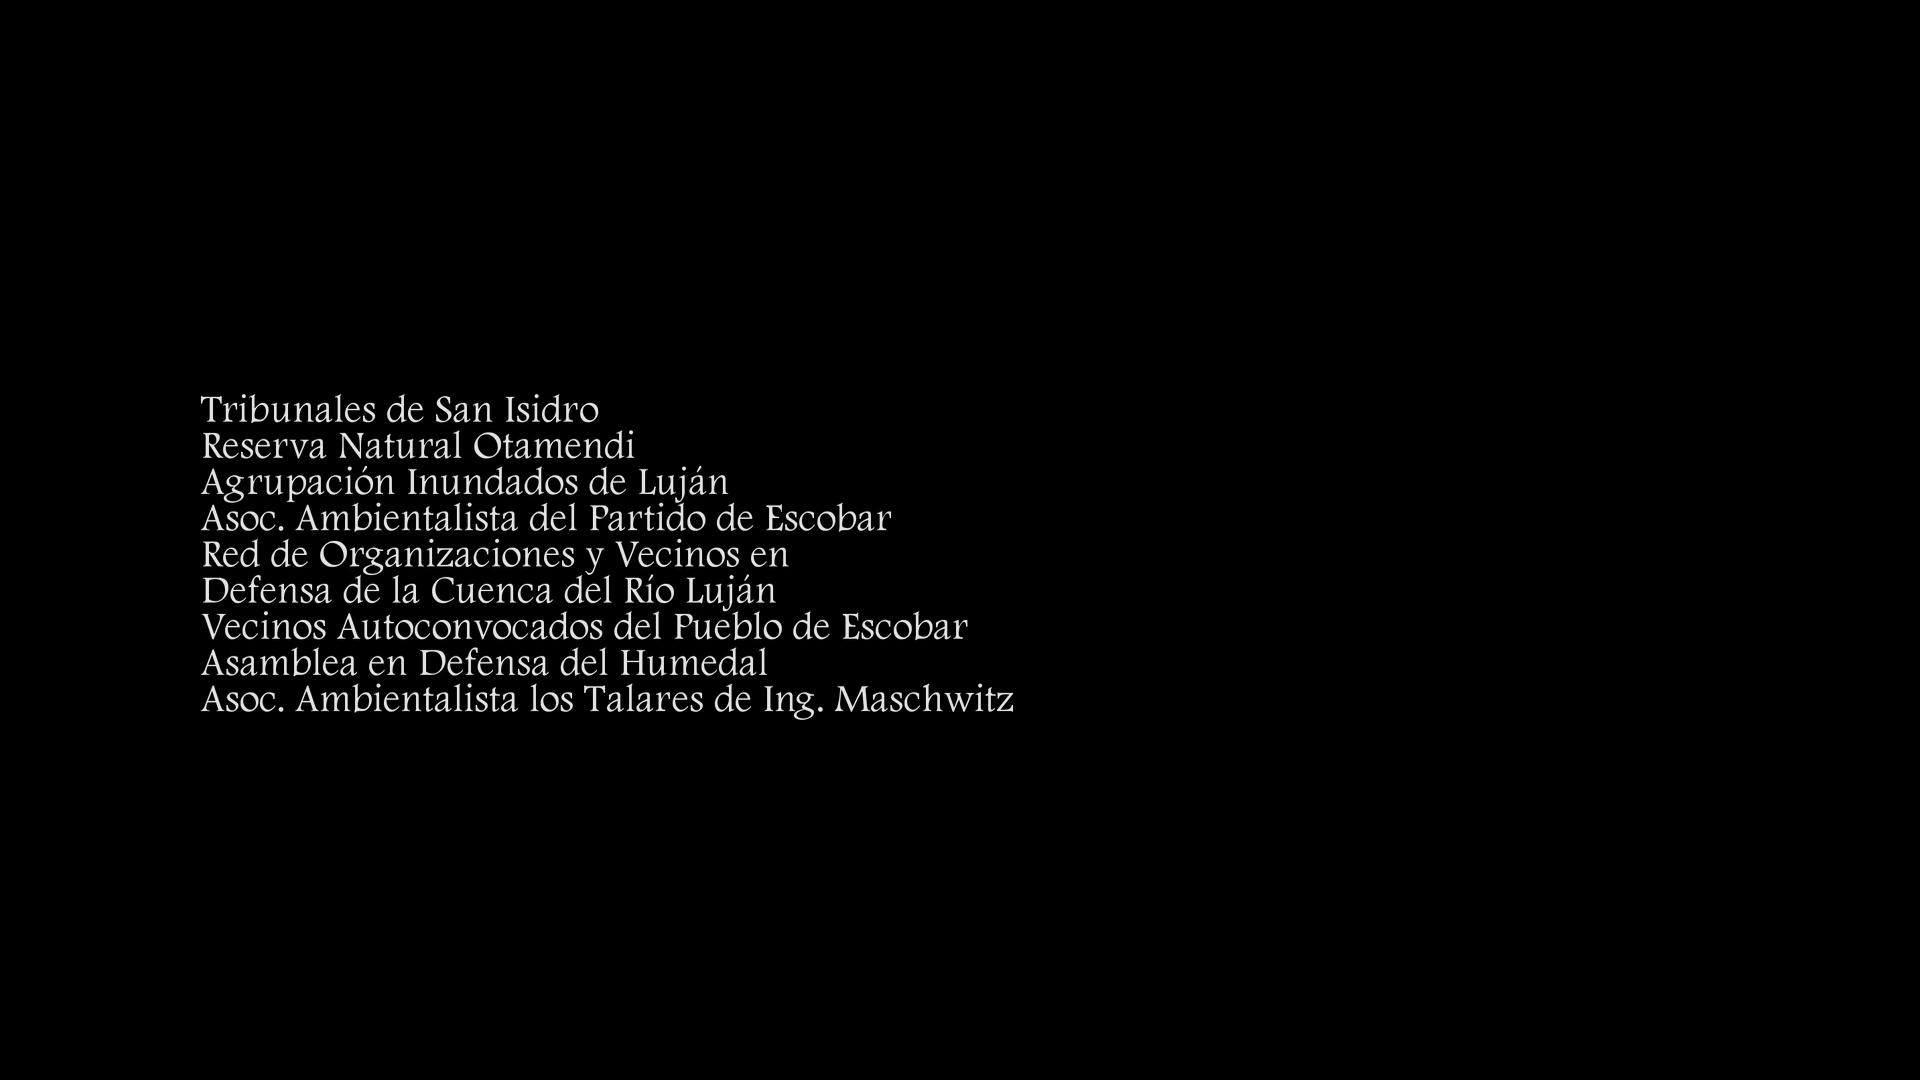 Tribunales de San Isidro
Reserva Natural Otamendi
Agrupación Inundados de Luján
Asoc. Ambientalista del Partido de Escobar
Red de Organizaciones y Vecinos en
Defensa de la Cuenca del Río Luján
Vecinos Autoconvocados del Pueblo de Escobar
Asamblea en Defensa del Humedal
Asoc. Ambientalista los Talares de Ing. Maschwitz